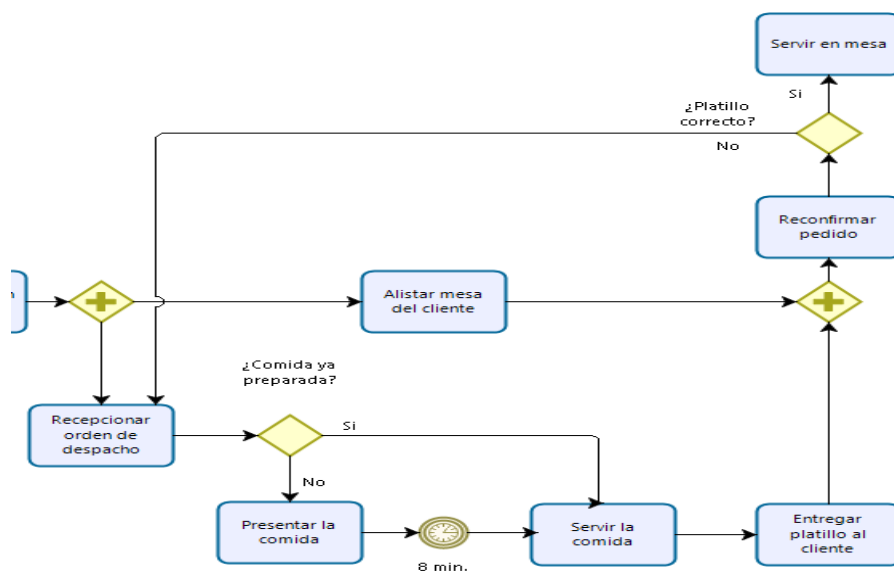 Servir en mesa
Si
¿Platillo
correcto?
No
Reconfirmar
pedido
n
Alistar mesa
del cliente
¿Comida ya
preparada?
Recepcionar
orden de
despacho
Si
No
Presentar la
comida
8 min.
Servir la
comida
Entregar
platillo al
cliente